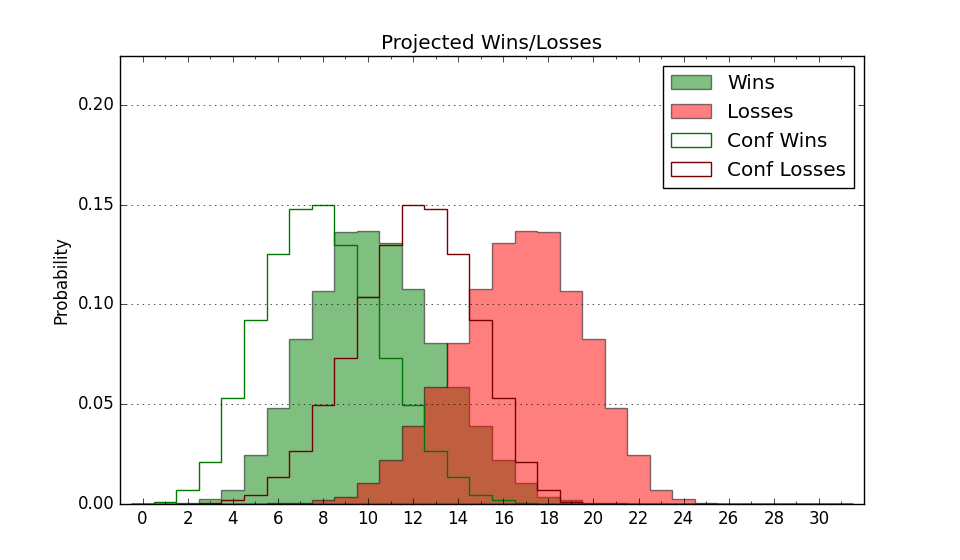 Projected Wins/Losses
Wins
Losses
Conf Wins
Conf Losses
Probability
0.20
0.15
0.10
0.05
0.00
0 2 4 6 8 10 12 14 16 18 20 22 24 26 28 30